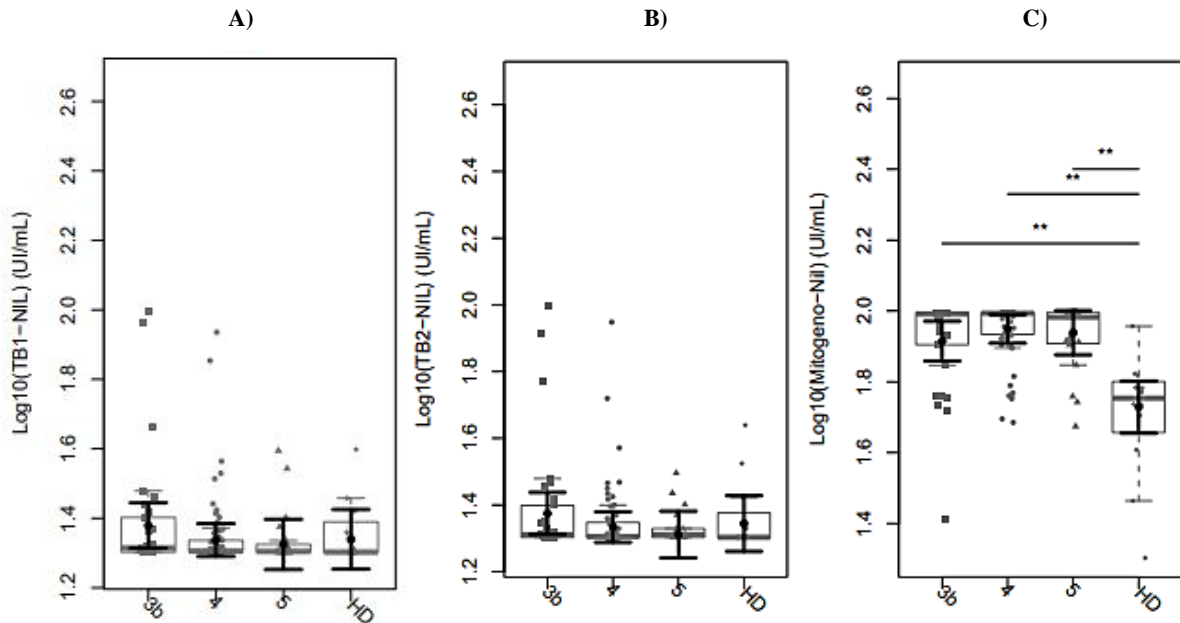 A)
B)
C)
Log10(TB1−NIL) (UI/mL)
2.6
2.4
2.2
2.0
1.8
1.6
1.4
1.2
3b
4
5
HD
Log10(TB2−NIL) (UI/mL)
2.6
2.4
2.2
2.0
1.8
1.6
1.4
1.2
3b
4
5
HD
Log10(Mitogeno−Nil) (UI/mL)
2.6
2.4
2.2
2.0
1.8
1.6
1.4
**
**
**
3b
4
5
HD